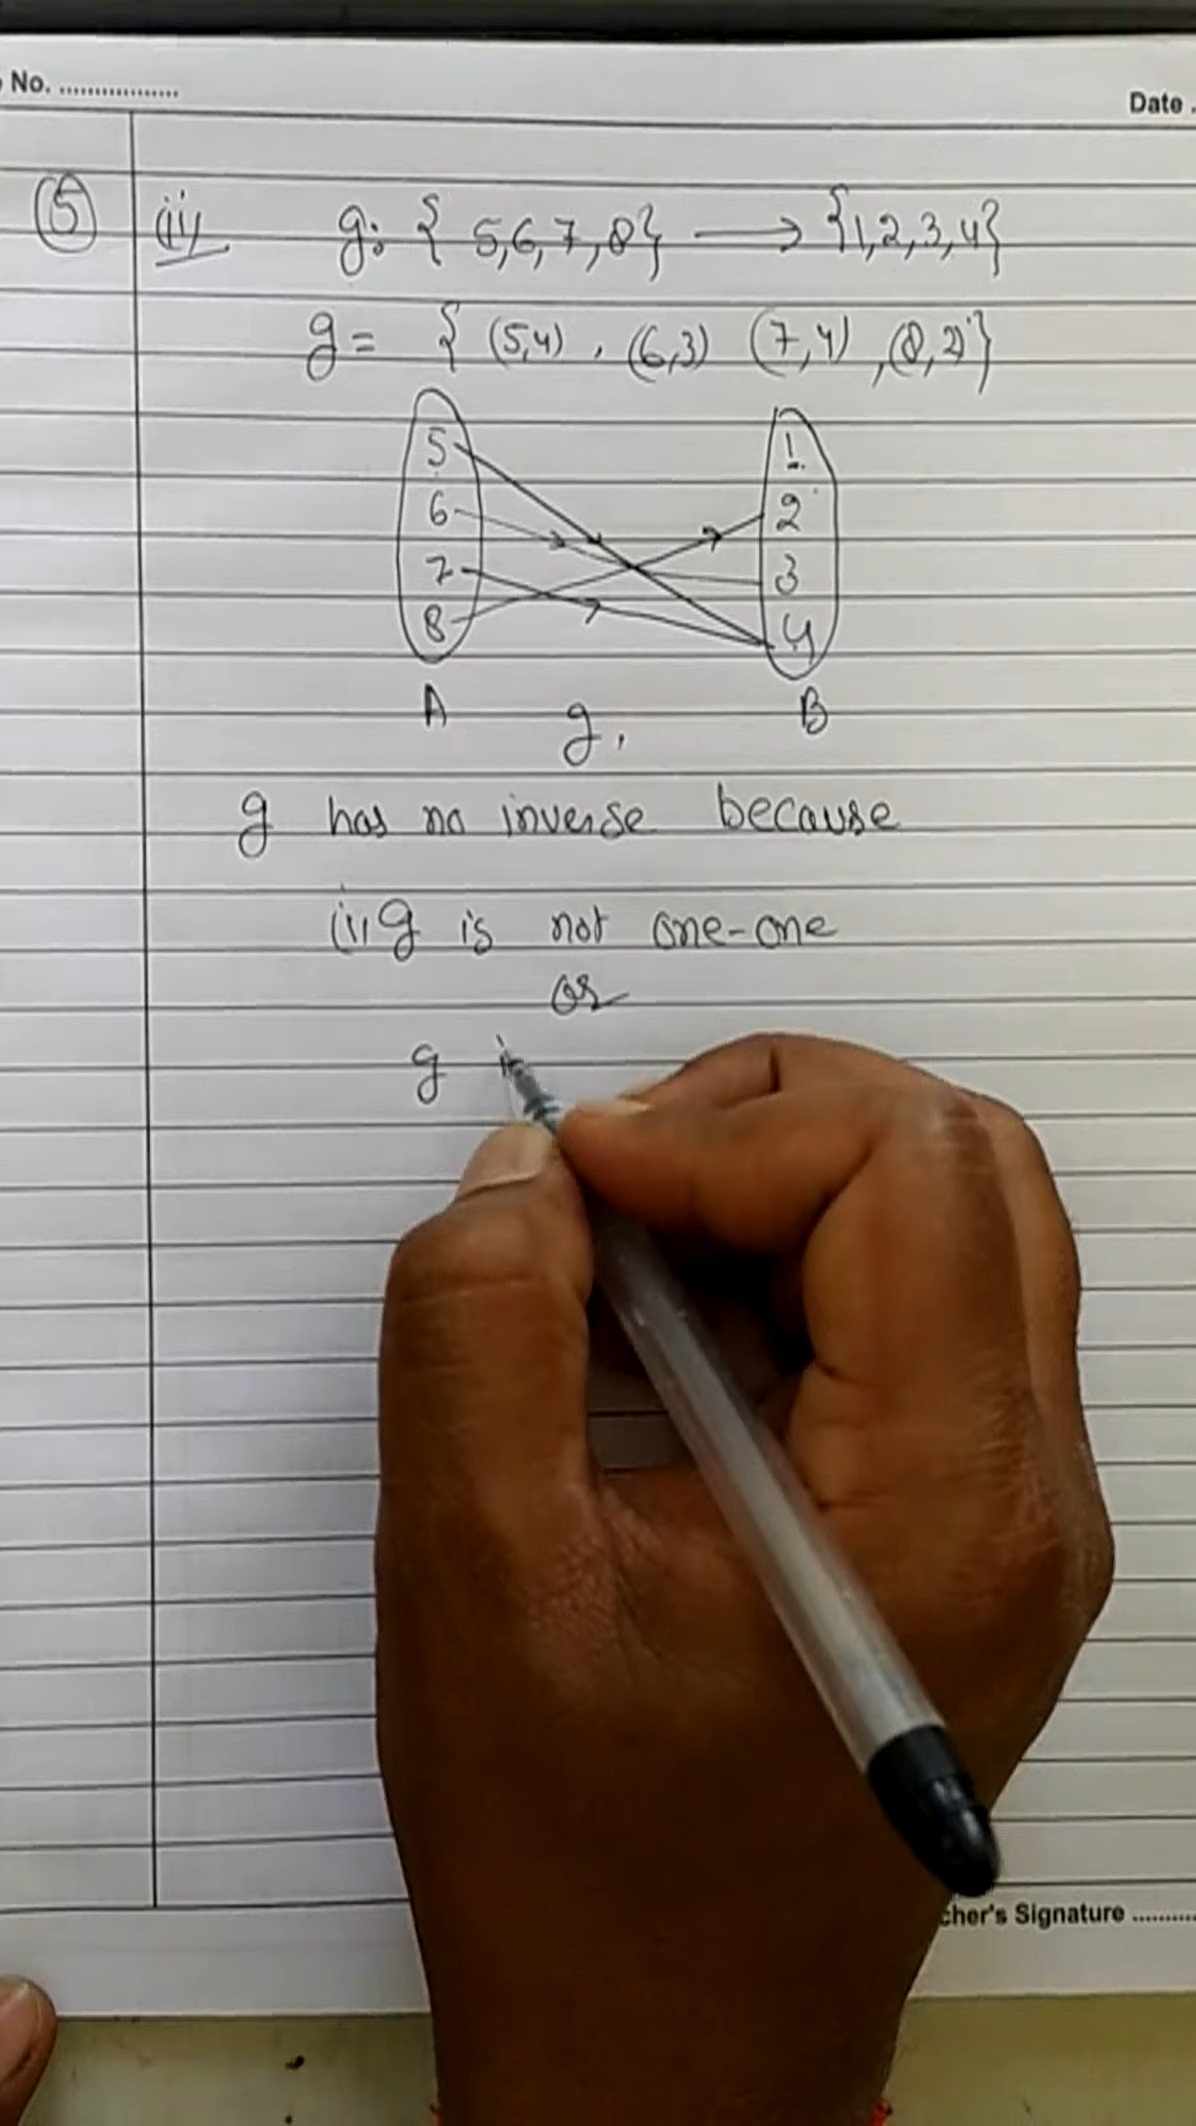 No. .................
Date .
5 (ii) g: { 5,6,7,8} → {1,2,3,4}
g = { (5,4) , (6,3) (7,4) , (8,2) }
5 1
6 2
7 3
8 4
A g, B
g has no inverse because
(i) g is not one-one
or
g i
cher's Signature ..........